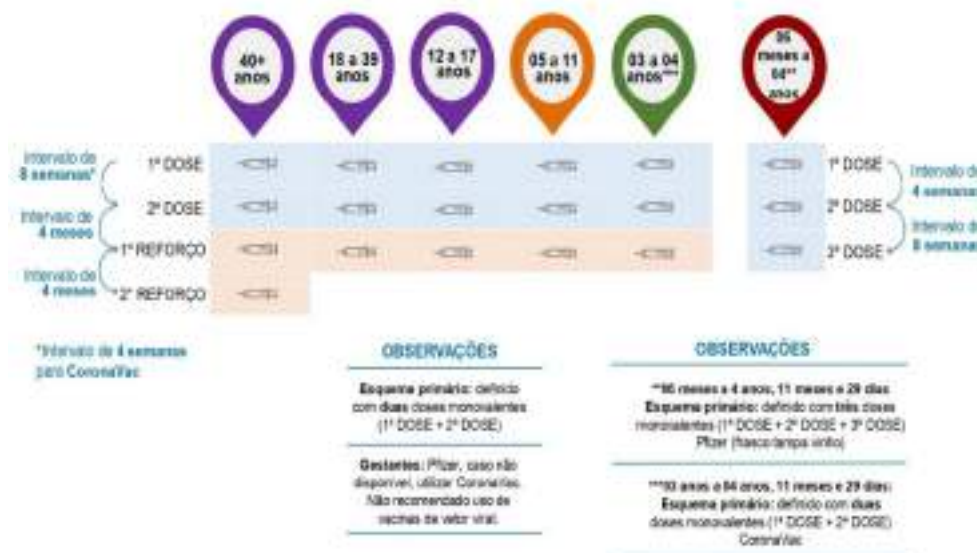 40+
anos
18 a 39
anos
12 a 17
anos
05 a 11
anos
03 a 04
anos***
06
meses a
04**
anos
Intervalo de
8 semanas*
Intervalo de
4 meses
Intervalo de
4 meses
1ª DOSE
2ª DOSE
1º REFORÇO
2º REFORÇO
1ª DOSE
2ª DOSE
3ª DOSE
Intervalo de
4 semanas
Intervalo de
8 semanas
*Intervalo de 4 semanas
para CoronaVac
OBSERVAÇÕES
Esquema primário: definido
com duas doses monovalentes
(1ª DOSE + 2ª DOSE)
Gestantes: Pfizer, caso não
disponível, utilizar CoronaVac.
Não recomendado uso de
vacinas de vetor viral.
OBSERVAÇÕES
**06 meses a 4 anos, 11 meses e 29 dias
Esquema primário: definido com três doses
monovalentes (1ª DOSE + 2ª DOSE + 3ª DOSE)
Pfizer (frasco tampa vinho)
***03 anos a 04 anos, 11 meses e 29 dias:
Esquema primário: definido com duas
doses monovalentes (1ª DOSE + 2ª DOSE)
CoronaVac